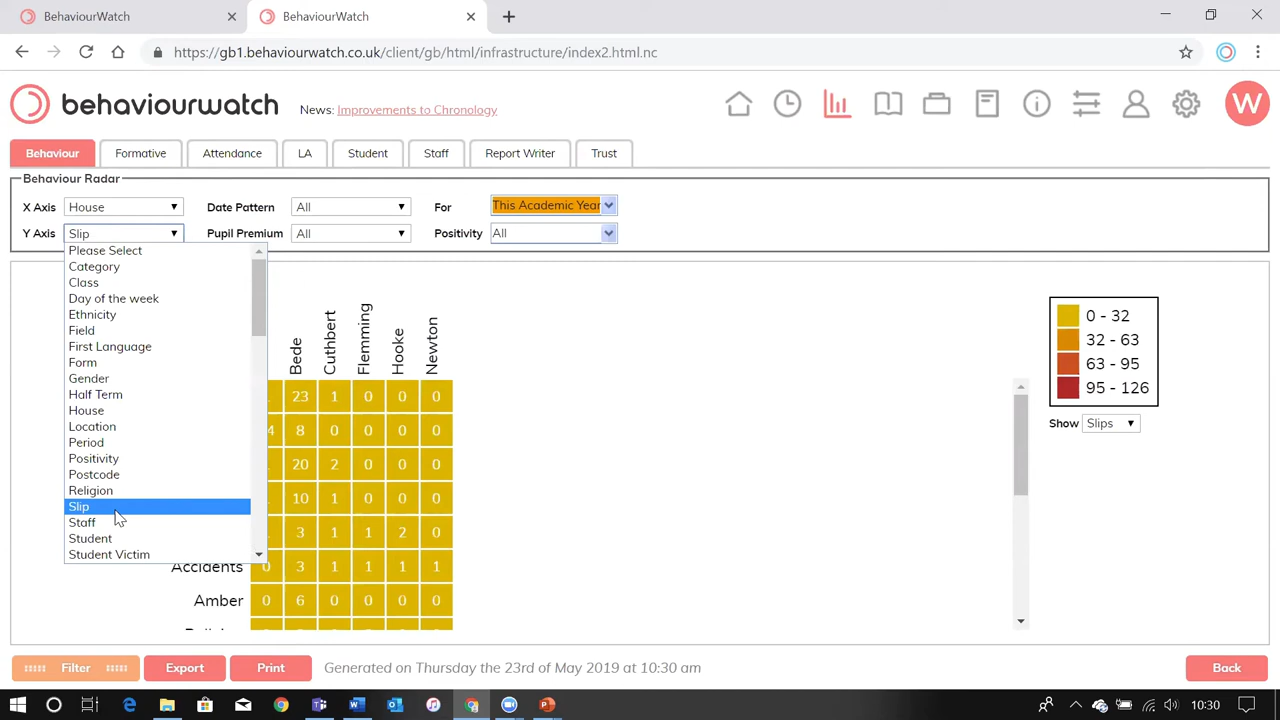 BehaviourWatch
BehaviourWatch
https://gb1.behaviourwatch.co.uk/client/gb/html/infrastructure/index2.html.nc
behaviourwatch
News: Improvements to Chronology
W
Behaviour Formative Attendance LA Student Staff Report Writer Trust
Behaviour Radar
X Axis House Date Pattern All For This Academic Year
Y Axis Slip Pupil Premium All Positivity All
Please Select
Category
Class
Day of the week
Ethnicity
Field
First Language
Form
Gender
Half Term
House
Location
Period
Positivity
Postcode
Religion
Slip
Staff
Student
Student Victim
Bede Cuthbert Flemming Hooke Newton
23 1 0 0 0
4 8 0 0 0 0
20 2 0 0 0
10 1 0 0 0
3 1 1 2 0
Accidents 0 3 1 1 1 1
Amber 0 6 0 0 0 0
0 - 32
32 - 63
63 - 95
95 - 126
Show Slips
Filter Export Print Generated on Thursday the 23rd of May 2019 at 10:30 am Back
10:30